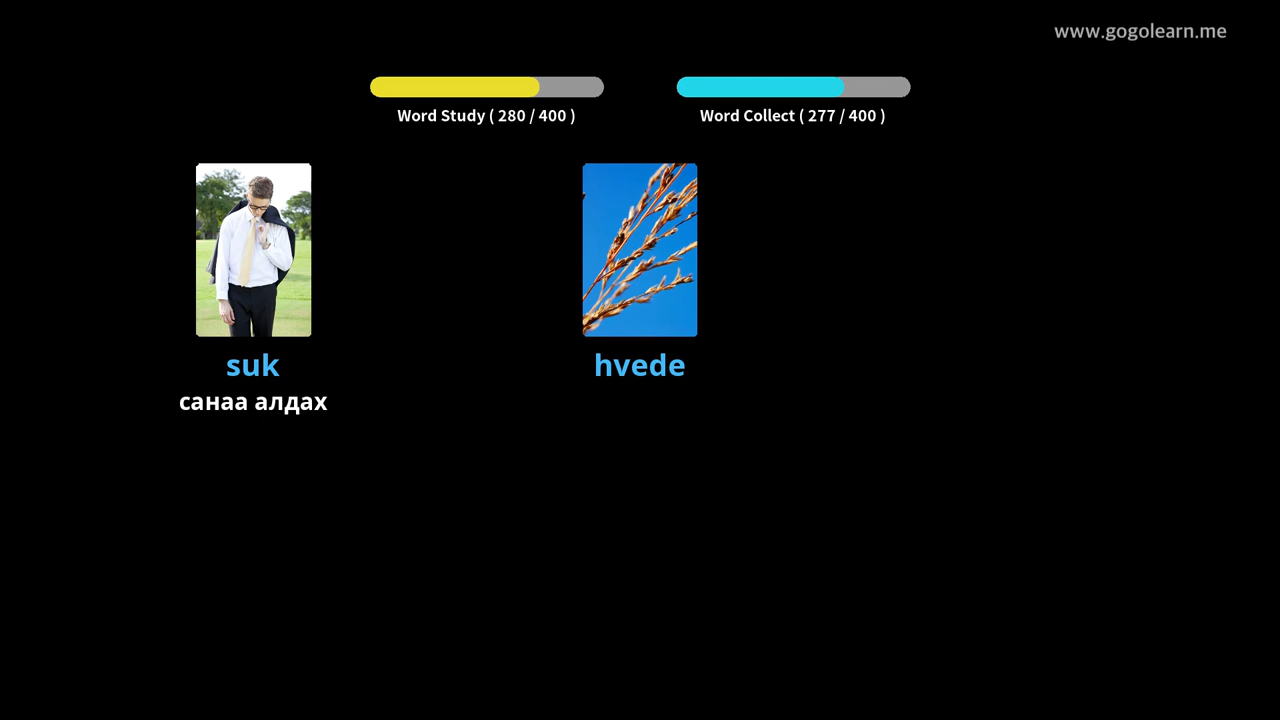 www.gogolearn.me
Word Study ( 280 / 400 )
Word Collect ( 277 / 400 )
suk
hvede
санаа алдах